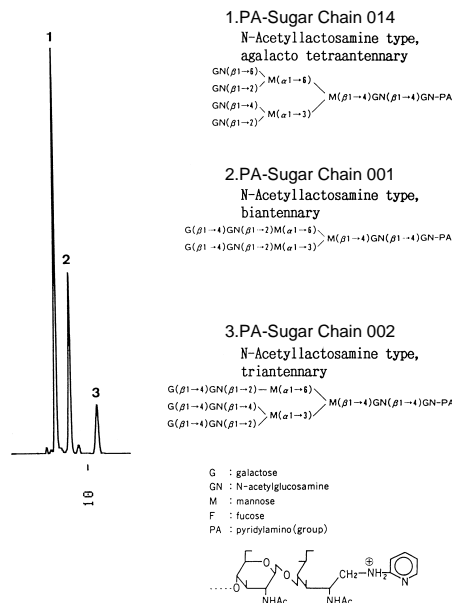 1
2
3
10
1.PA-Sugar Chain 014
N-Acetyllactosamine type,
agalacto tetraantennary
GN(β1→6)
GN(β1→2)
M(α1→6)
GN(β1→4)
GN(β1→2)
M(α1→3)
M(β1→4)GN(β1→4)GN-PA
2.PA-Sugar Chain 001
N-Acetyllactosamine type,
biantennary
G(β1→4)GN(β1→2)M(α1→6)
G(β1→4)GN(β1→2)M(α1→3)
M(β1→4)GN(β1→4)GN-PA
3.PA-Sugar Chain 002
N-Acetyllactosamine type,
triantennary
G(β1→4)GN(β1→2)—M(α1→6)
G(β1→4)GN(β1→4)
G(β1→4)GN(β1→2)
M(α1→3)
M(β1→4)GN(β1→4)GN-PA
G : galactose
GN : N-acetylglucosamine
M : mannose
F : fucose
PA : pyridylamino(group)
O
O
O
CH₂-NH₂
⊕
N
NHAc
NHAc